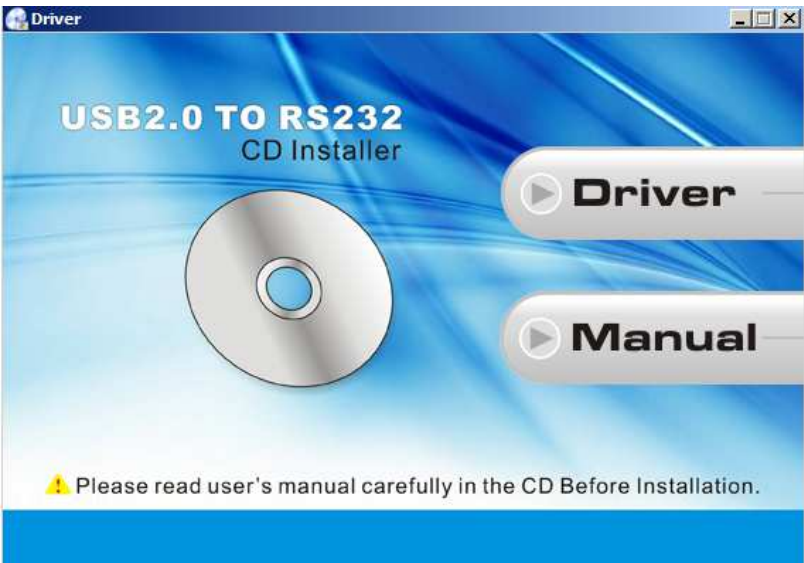 Driver
USB2.0 TO RS232
CD Installer
Driver
Manual
Please read user's manual carefully in the CD Before Installation.